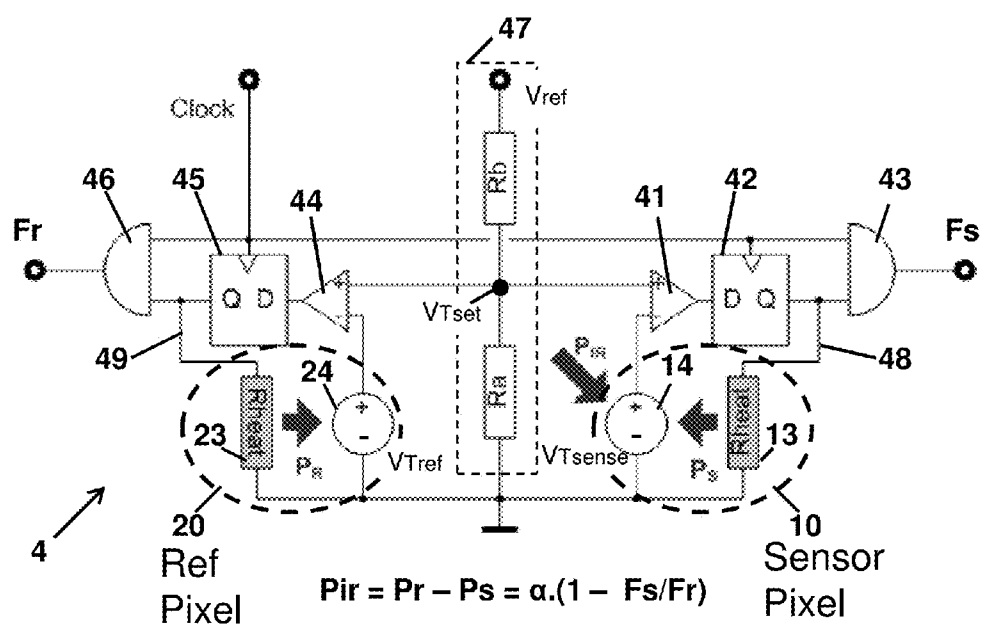 47
Clock
Vref
46
45
44
Rb
41
42
43
Fr
Fs
Q D
VTset
D Q
49
24
PIR
14
48
Rheat
Ra
Rheat
23
PR
VTref
VTsense
PS
13
4
20
10
Ref
Pixel
Sensor
Pixel
Pir = Pr – Ps = α.(1 – Fs/Fr)